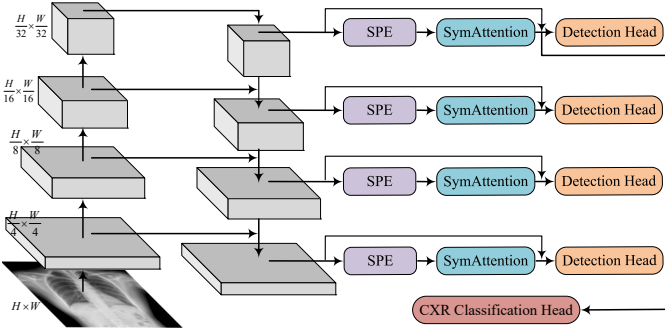 H/32 × W/32
SPE SymAttention Detection Head
H/16 × W/16
SPE SymAttention Detection Head
H/8 × W/8
SPE SymAttention Detection Head
H/4 × W/4
SPE SymAttention Detection Head
H×W
CXR Classification Head